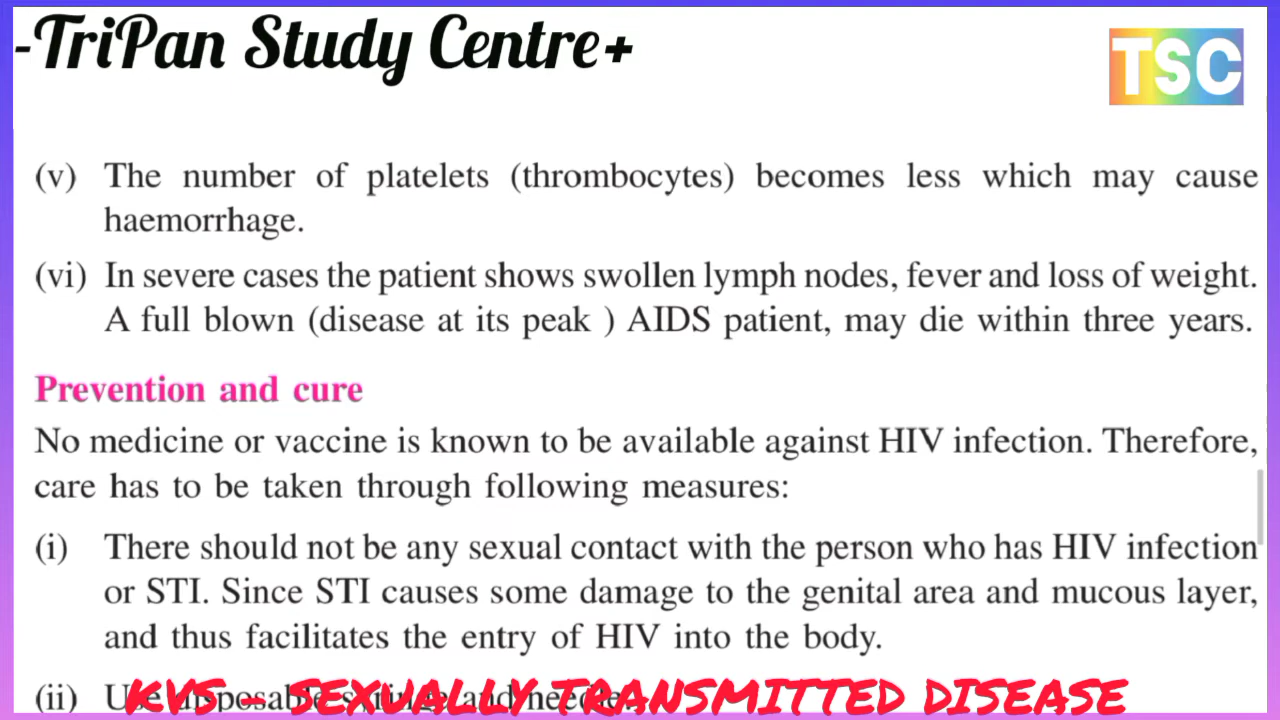 -TriPan Study Centre+
TSC
(v) The number of platelets (thrombocytes) becomes less which may cause
haemorrhage.
(vi) In severe cases the patient shows swollen lymph nodes, fever and loss of weight.
A full blown (disease at its peak ) AIDS patient, may die within three years.
Prevention and cure
No medicine or vaccine is known to be available against HIV infection. Therefore,
care has to be taken through following measures:
(i) There should not be any sexual contact with the person who has HIV infection
or STI. Since STI causes some damage to the genital area and mucous layer,
and thus facilitates the entry of HIV into the body.
(ii)
KVS - SEXUALLY TRANSMITTED DISEASE